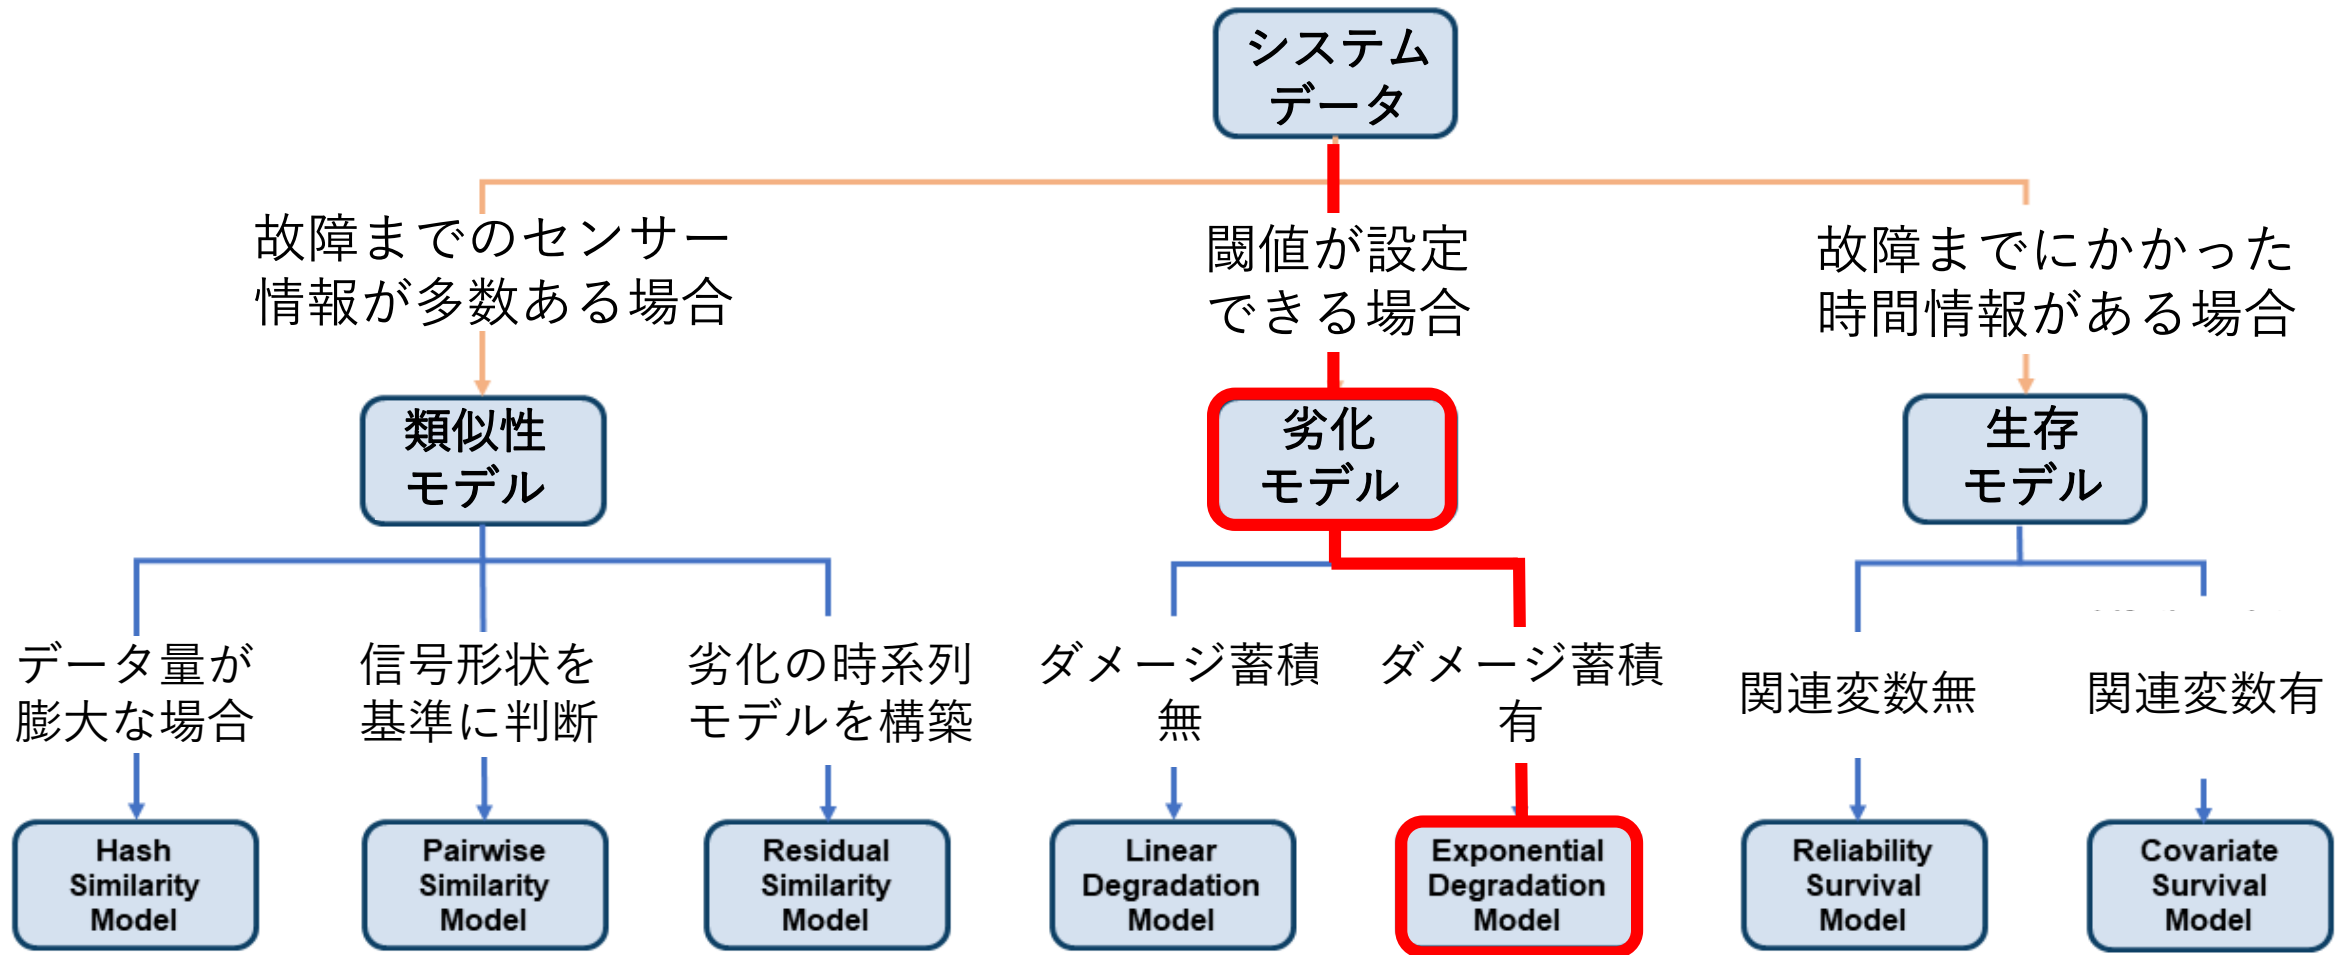 システム
データ
故障までのセンサー
情報が多数ある場合
閾値が設定
できる場合
故障までにかかった
時間情報がある場合
類似性
モデル
劣化
モデル
生存
モデル
データ量が
膨大な場合
信号形状を
基準に判断
劣化の時系列
モデルを構築
ダメージ蓄積
無
ダメージ蓄積
有
関連変数無
関連変数有
Hash
Similarity
Model
Pairwise
Similarity
Model
Residual
Similarity
Model
Linear
Degradation
Model
Exponential
Degradation
Model
Reliability
Survival
Model
Covariate
Survival
Model